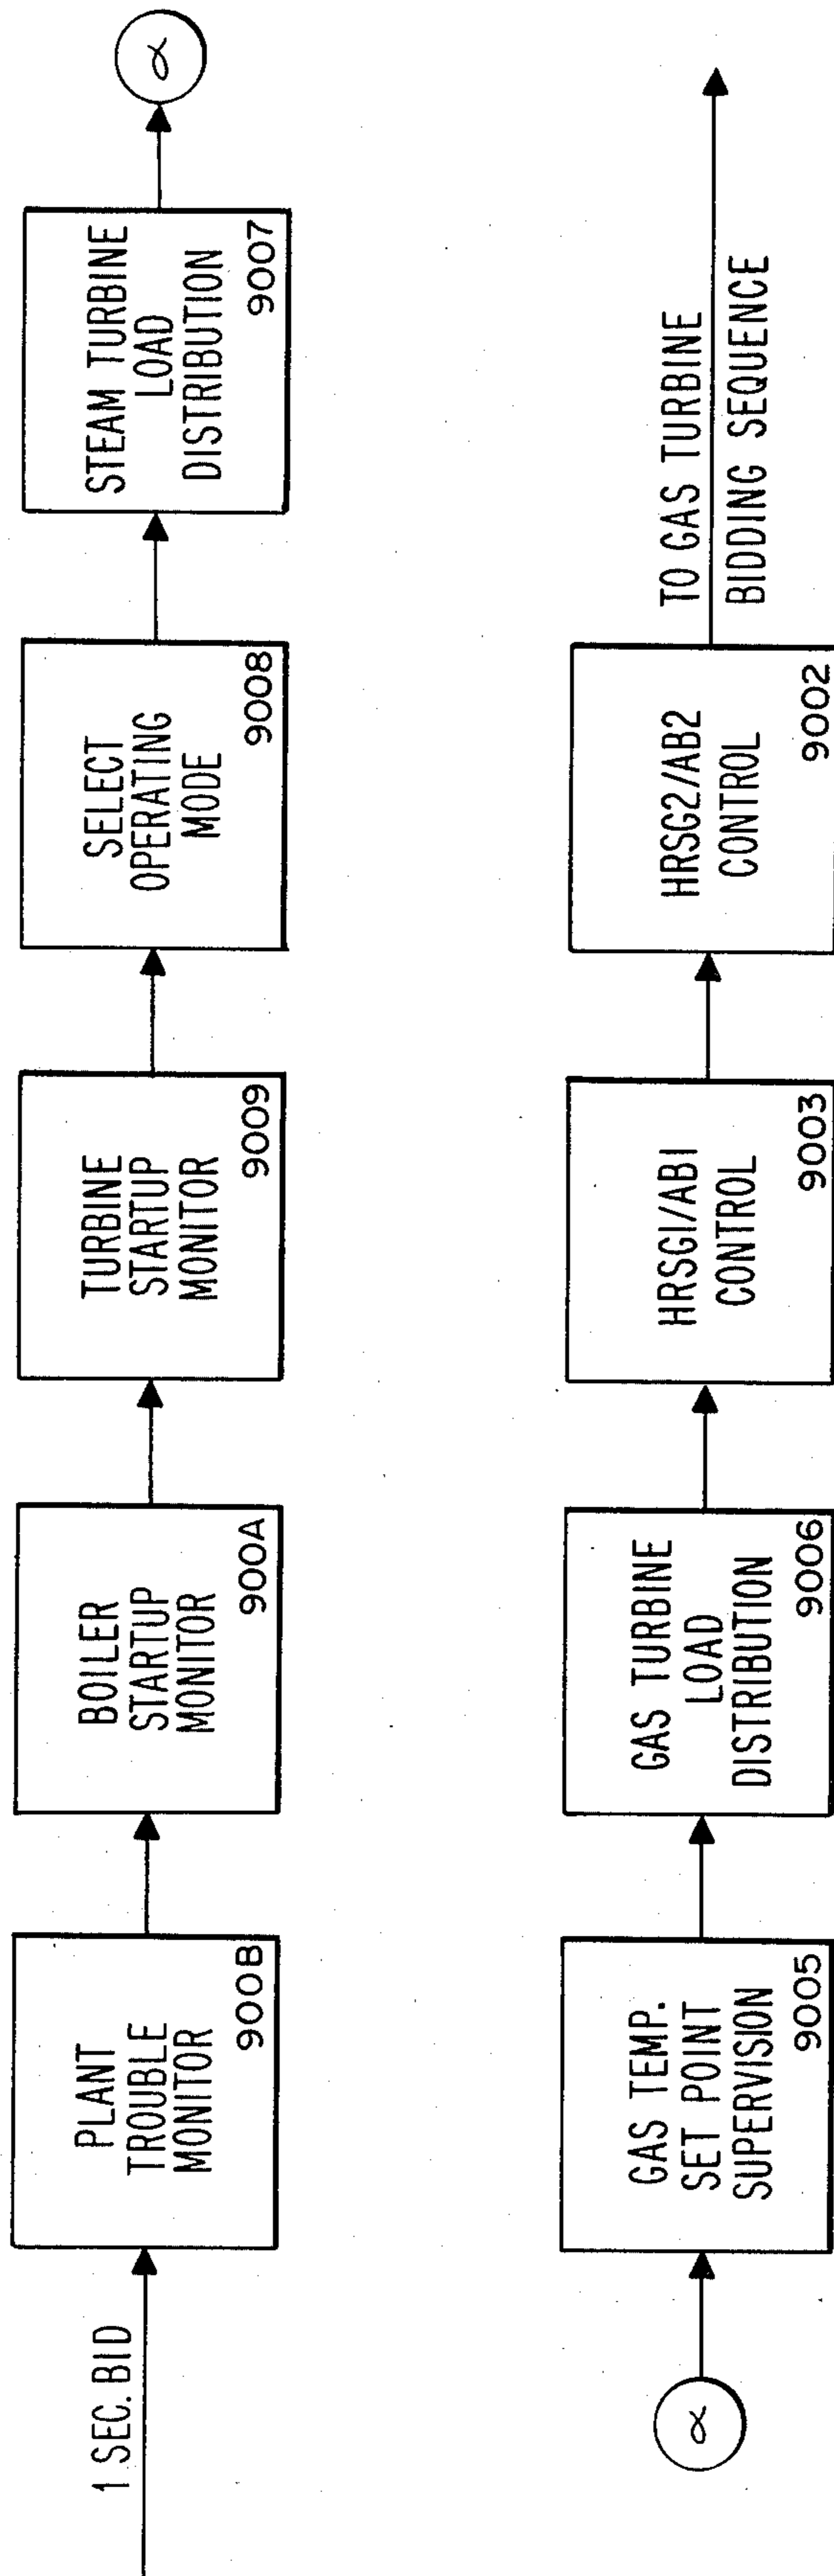 1 SEC. BID
PLANT
TROUBLE
MONITOR
900B
BOILER
STARTUP
MONITOR
900A
TURBINE
STARTUP
MONITOR
9009
SELECT
OPERATING
MODE
9008
STEAM TURBINE
LOAD
DISTRIBUTION
9007
α
α
GAS TEMP.
SET POINT
SUPERVISION
9005
GAS TURBINE
LOAD
DISTRIBUTION
9006
HRSG1/AB1
CONTROL
9003
HRSG2/AB2
CONTROL
9002
TO GAS TURBINE
BIDDING SEQUENCE